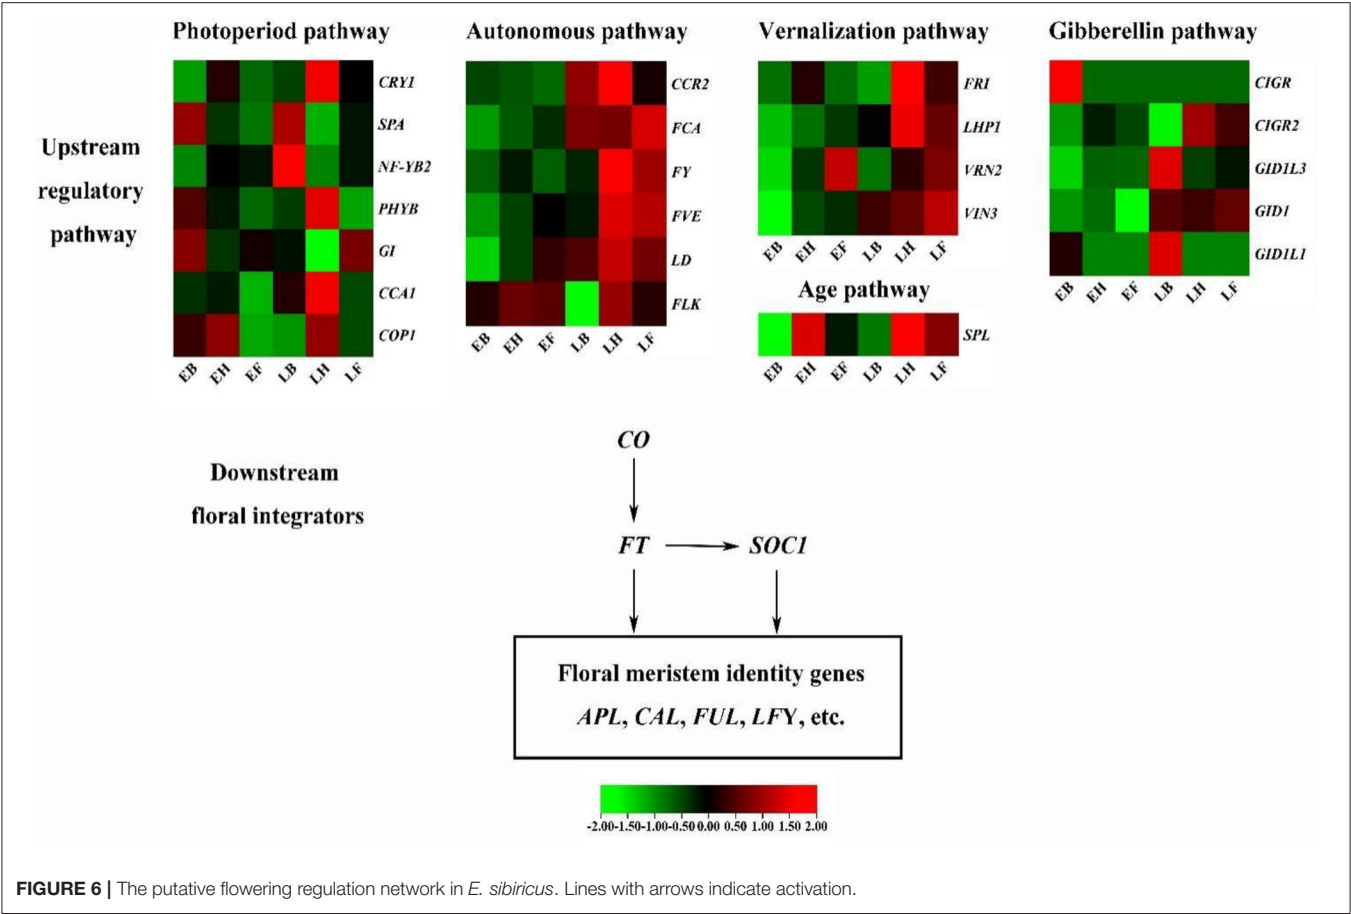 Photoperiod pathway
Autonomous pathway
Vernalization pathway
Gibberellin pathway
Upstream
regulatory
pathway
CRY1
SPA
NF-YB2
PHYB
GI
CCA1
COP1
EB EH EF LB LH LF
CCR2
FCA
FY
FVE
LD
FLK
EB EH EF LB LH LF
FRI
LHP1
VRN2
VIN3
EB EH EF LB LH LF
Age pathway
SPL
EB EH EF LB LH LF
CIGR
CIGR2
GID1L3
GID1
GID1L1
EB EH EF LB LH LF
Downstream
floral integrators
CO
FT
SOC1
Floral meristem identity genes
APL, CAL, FUL, LFY, etc.
-2.00 -1.50 -1.00 -0.50 0.00 0.50 1.00 1.50 2.00
FIGURE 6 | The putative flowering regulation network in E. sibiricus. Lines with arrows indicate activation.